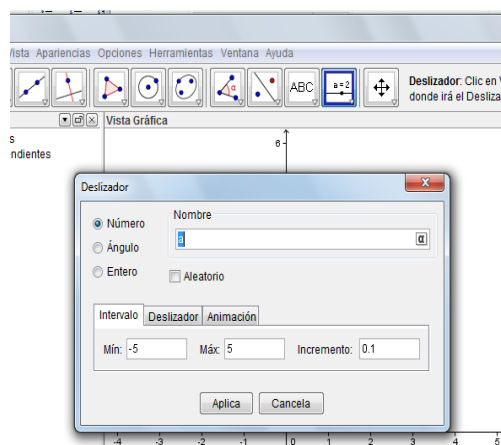 Vista Apariencias Opciones Herramientas Ventana Ayuda
ABC
a=2
Deslizador: Clic en V
donde irá el Desliza
Vista Gráfica
s
ndientes
6
Deslizador
Número
Ángulo
Entero
Nombre
a
α
Aleatorio
Intervalo Deslizador Animación
Mín: -5 Máx: 5 Incremento: 0.1
Aplica Cancela
-4 -3 -2 -1 0 1 2 3 4 5